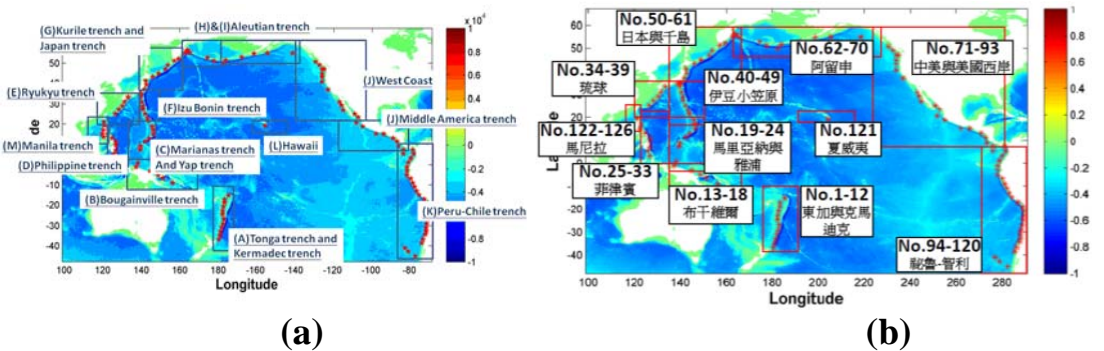 (G)Kurile trench and
Japan trench
(H)&(I)Aleutian trench
(J)West Coast
(E)Ryukyu trench
(F)Izu Bonin trench
(J)Middle America trench
(M)Manila trench
(C)Marianas trench
And Yap trench
(L)Hawaii
(D)Philippine trench
(B)Bougainville trench
(K)Peru-Chile trench
(A)Tonga trench and
Kermadec trench
de
50
40
30
20
10
0
-10
-20
-30
-40
100
120
140
160
180
-160
-140
-120
-100
-80
Longitude
x 10⁴
1
0.8
0.6
0.4
0.2
0
-0.2
-0.4
-0.6
-0.8
-1
(a)
No.50-61
日本與千島
No.62-70
阿留申
No.71-93
中美與美國西岸
No.34-39
琉球
No.40-49
伊豆小笠原
No.122-126
馬尼拉
No.19-24
馬里亞納與
雅浦
No.121
夏威夷
No.25-33
菲律賓
No.13-18
布干維爾
No.1-12
東加與克馬
迪克
No.94-120
祕魯-智利
La
de
60
50
40
30
20
-20
-30
-40
-50
100
120
140
160
180
200
220
240
260
280
Longitude
1
0.5
0
-0.5
-1
(b)